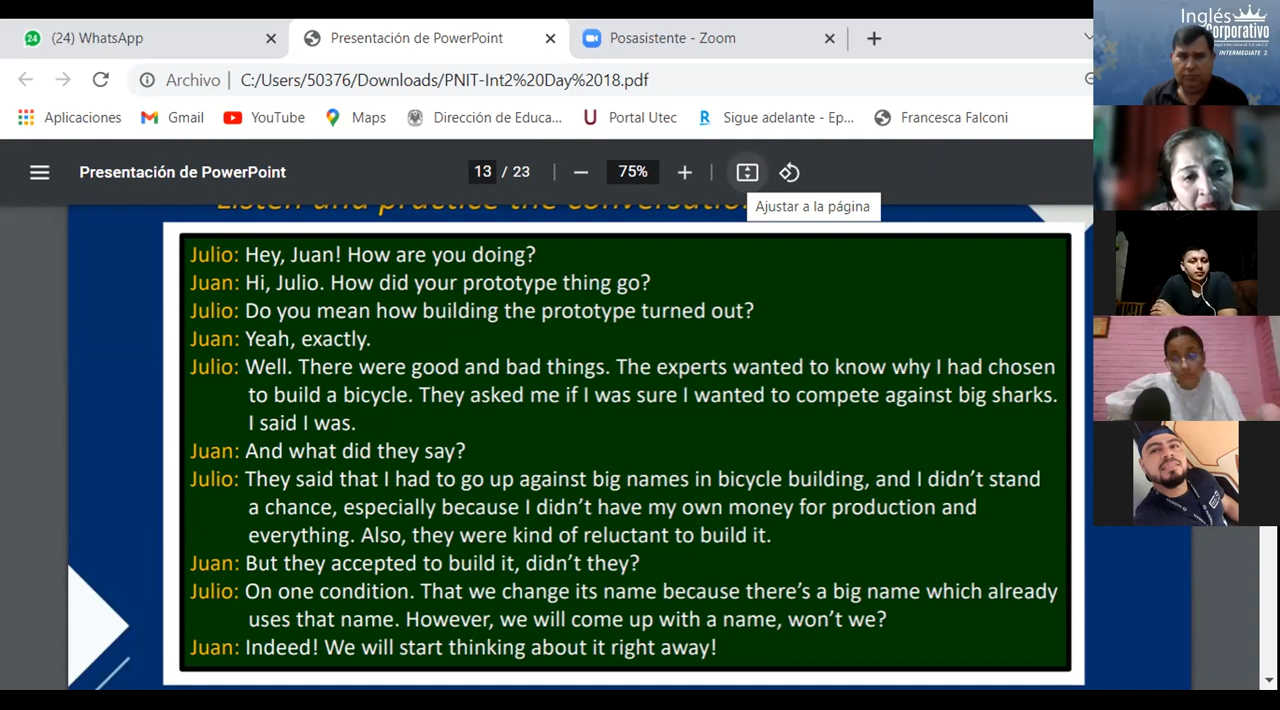 (24) WhatsApp
Presentación de PowerPoint
Posasistente - Zoom
Archivo
C:/Users/50376/Downloads/PNIT-Int2%20Day%2018.pdf
Aplicaciones
Gmail
YouTube
Maps
Dirección de Educa...
Portal Utec
Sigue adelante - Ep...
Francesca Falconi
Presentación de PowerPoint
13 / 23
75%
Ajustar a la página
Listen and practice the conversation
Julio: Hey, Juan! How are you doing?
Juan: Hi, Julio. How did your prototype thing go?
Julio: Do you mean how building the prototype turned out?
Juan: Yeah, exactly.
Julio: Well. There were good and bad things. The experts wanted to know why I had chosen
to build a bicycle. They asked me if I was sure I wanted to compete against big sharks.
I said I was.
Juan: And what did they say?
Julio: They said that I had to go up against big names in bicycle building, and I didn't stand
a chance, especially because I didn't have my own money for production and
everything. Also, they were kind of reluctant to build it.
Juan: But they accepted to build it, didn't they?
Julio: On one condition. That we change its name because there's a big name which already
uses that name. However, we will come up with a name, won't we?
Juan: Indeed! We will start thinking about it right away!
Inglés
Corporativo
INTERMEDIATE 2